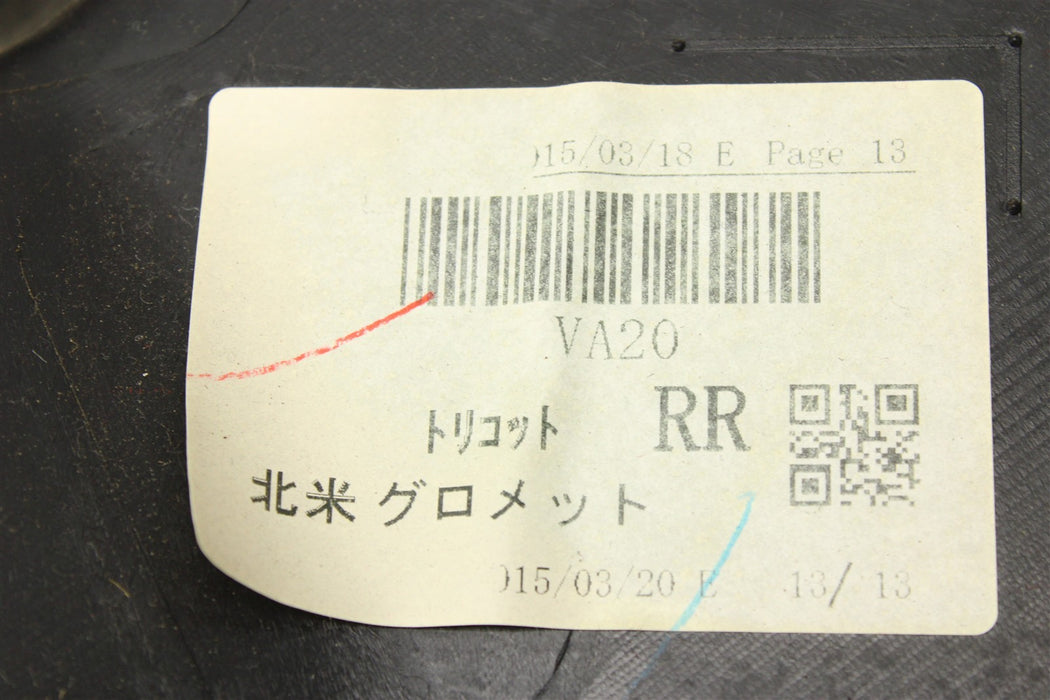 015/03/18 E Page 13
VA20
トリコット RR
北米 グロメット
015/03/20 E 13/ 13